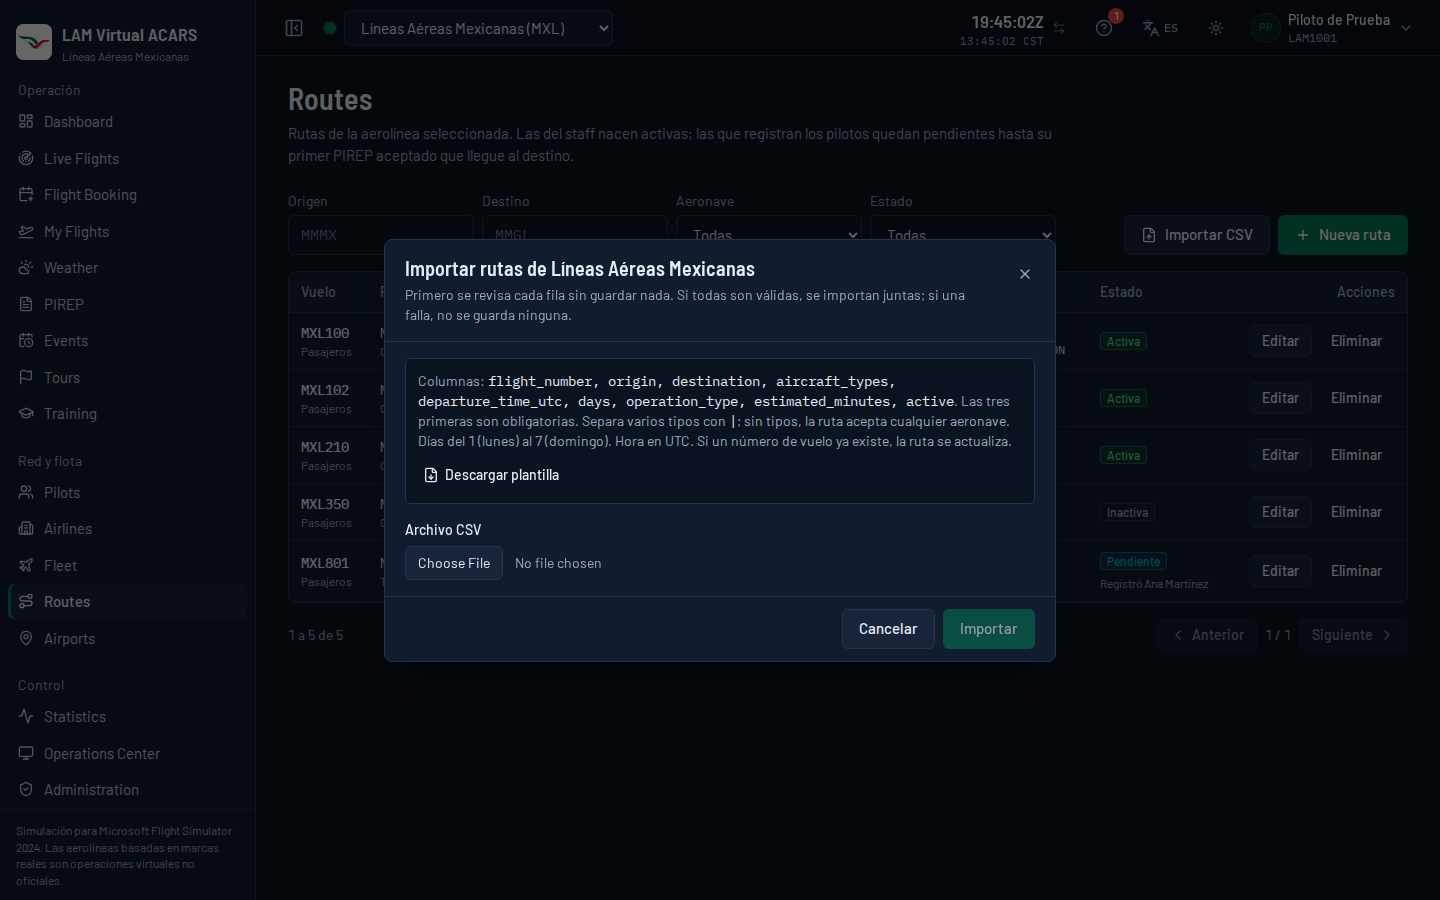 LAM Virtual ACARS
Líneas Aéreas Mexicanas
Operación
Dashboard
Live Flights
Flight Booking
My Flights
Weather
PIREP
Events
Tours
Training
Red y flota
Pilots
Airlines
Fleet
Routes
Airports
Control
Statistics
Operations Center
Administration
Simulación para Microsoft Flight Simulator
2024. Las aerolíneas basadas en marcas
reales son operaciones virtuales no
oficiales.
Líneas Aéreas Mexicanas (MXL)
19:45:02Z
13:45:02 CST
1
ES
PP
Piloto de Prueba
LAM1001
Routes
Rutas de la aerolínea seleccionada. Las del staff nacen activas; las que registran los pilotos quedan pendientes hasta su
primer PIREP aceptado que llegue al destino.
Origen
Destino
Aeronave
Estado
MMMX
Todas
Todas
Importar CSV
Nueva ruta
Importar rutas de Líneas Aéreas Mexicanas
Primero se revisa cada fila sin guardar nada. Si todas son válidas, se importan juntas; si una
falla, no se guarda ninguna.
Columnas: flight_number, origin, destination, aircraft_types,
departure_time_utc, days, operation_type, estimated_minutes, active. Las tres
primeras son obligatorias. Separa varios tipos con |; sin tipos, la ruta acepta cualquier aeronave.
Días del 1 (lunes) al 7 (domingo). Hora en UTC. Si un número de vuelo ya existe, la ruta se actualiza.
Descargar plantilla
Archivo CSV
Choose File No file chosen
Cancelar
Importar
Vuelo
Estado
Acciones
MXL100
Pasajeros
Activa
Editar
Eliminar
MXL102
Pasajeros
Activa
Editar
Eliminar
MXL210
Pasajeros
Activa
Editar
Eliminar
MXL350
Pasajeros
Inactiva
Editar
Eliminar
MXL801
Pasajeros
Pendiente
Registró Ana Martínez
Editar
Eliminar
1 a 5 de 5
Anterior
1 / 1
Siguiente